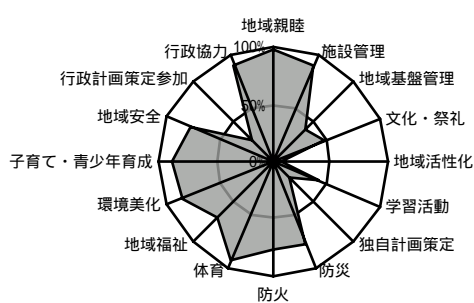 地域親睦
行政協力
100%
施設管理
行政計画策定参加
地域基盤管理
50%
地域安全
文化・祭礼
子育て・青少年育成
0%
地域活性化
環境美化
学習活動
地域福祉
独自計画策定
体育
防災
防火